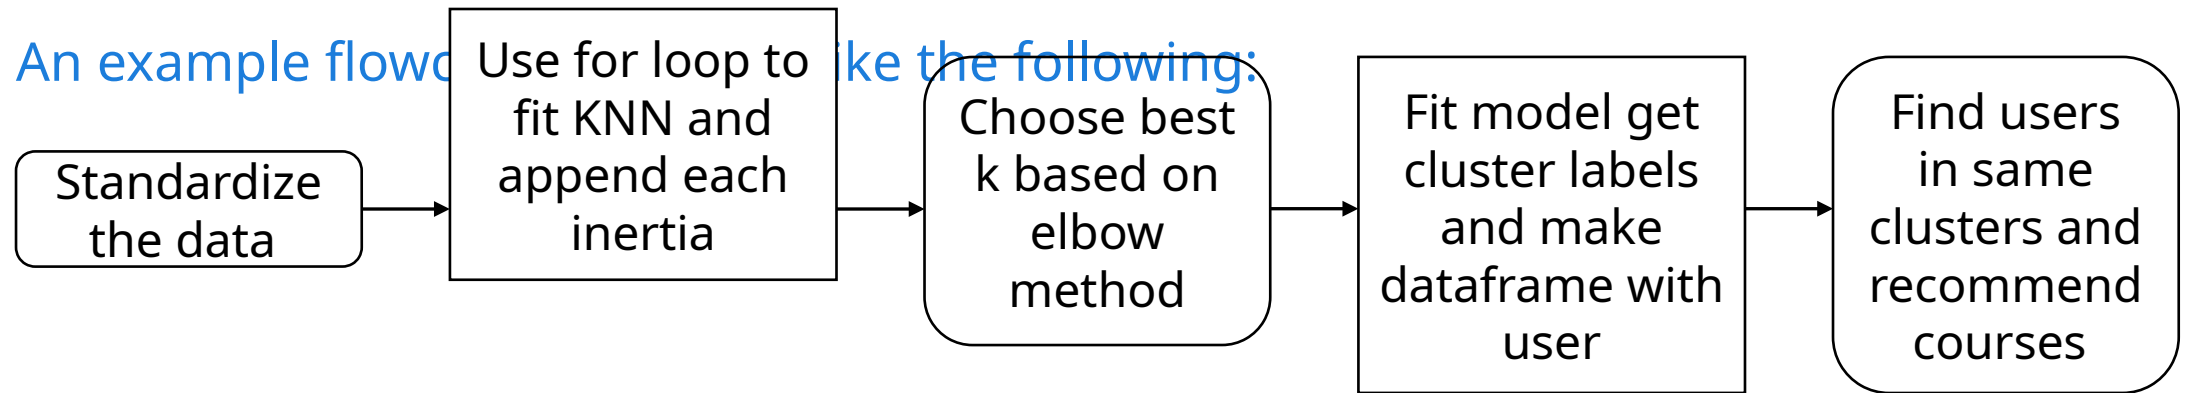 An example flowc ike the following:
Standardize
the data
Use for loop to
fit KNN and
append each
inertia
Choose best
k based on
elbow
method
Fit model get
cluster labels
and make
dataframe with
user
Find users
in same
clusters and
recommend
courses